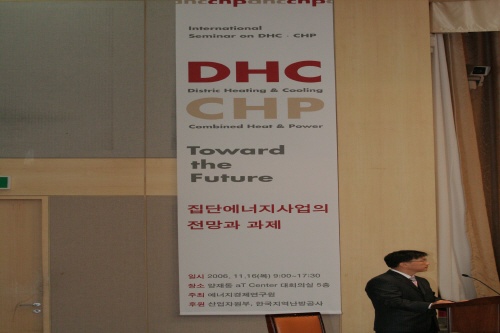 dhcchpdhcchp
International
Seminar on DHC · CHP
DHC
Distric Heating & Cooling
CHP
Combined Heat & Power
Toward
the
Future
집단에너지사업의
전망과 과제
일시 2006. 11.16(목) 9:00~17:30
장소 양재동 aT Center 대회의실 5층
주최 에너지경제연구원
후원 산업자원부, 한국지역난방공사